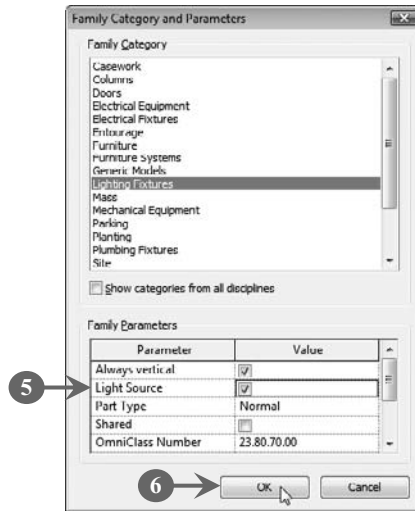 Family Category and Parameters
Family Category
Casework
Columns
Doors
Electrical Equipment
Electrical Fixtures
Entourage
Furniture
Furniture Systems
Generic Models
Lighting Fixtures
Mass
Mechanical Equipment
Parking
Planting
Plumbing Fixtures
Site
Show categories from all disciplines
Family Parameters
Parameter Value
Always vertical
5 Light Source
Part Type Normal
Shared
OmniClass Number 23.80.70.00
6 OK Cancel